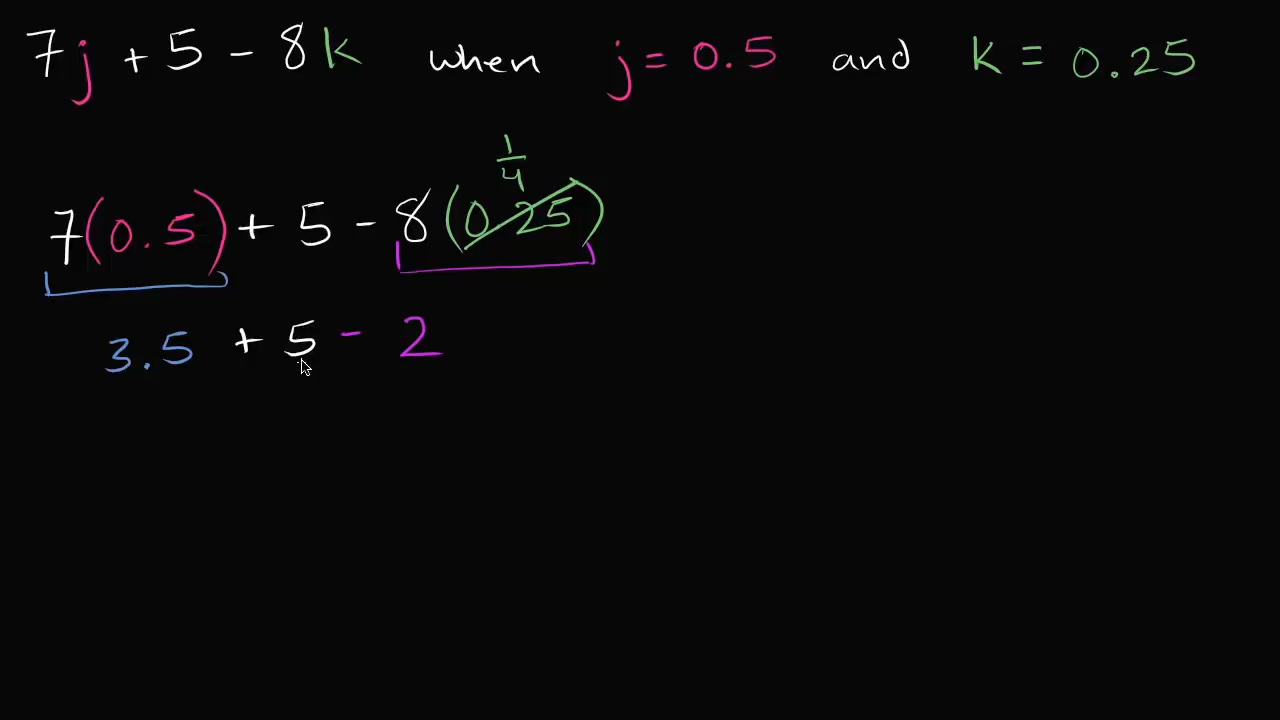 7j + 5 - 8k when j = 0.5 and k = 0.25
1/4
7(0.5) + 5 - 8(0.25)
3.5 + 5 - 2